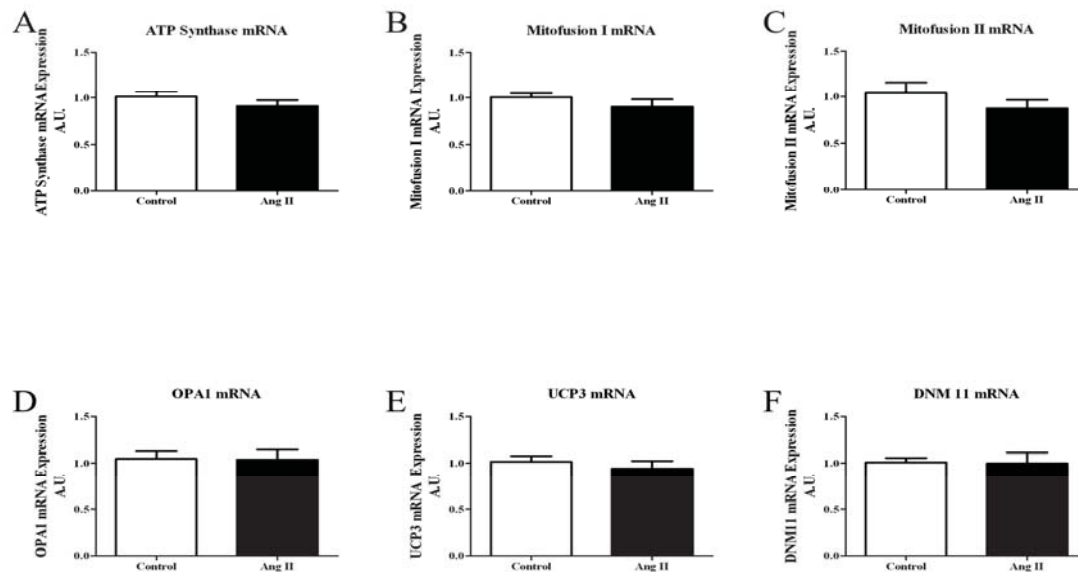 A
ATP Synthase mRNA
ATP Synthase mRNA Expression
A.U.
1.5
1.0
0.5
0.0
Control
Ang II
B
Mitofusion I mRNA
Mitofusion I mRNA Expression
A.U.
1.5
1.0
0.5
0.0
Control
Ang II
C
Mitofusion II mRNA
Mitofusion II mRNA Expression
A.U.
1.5
1.0
0.5
0.0
Control
Ang II
D
OPA1 mRNA
OPA1 mRNA Expression
A.U.
1.5
1.0
0.5
0.0
Control
Ang II
E
UCP3 mRNA
UCP3 mRNA Expression
A.U.
1.5
1.0
0.5
0.0
Control
Ang II
F
DNM 11 mRNA
DNM11 mRNA Expression
A.U.
1.5
1.0
0.5
0.0
Control
Ang II